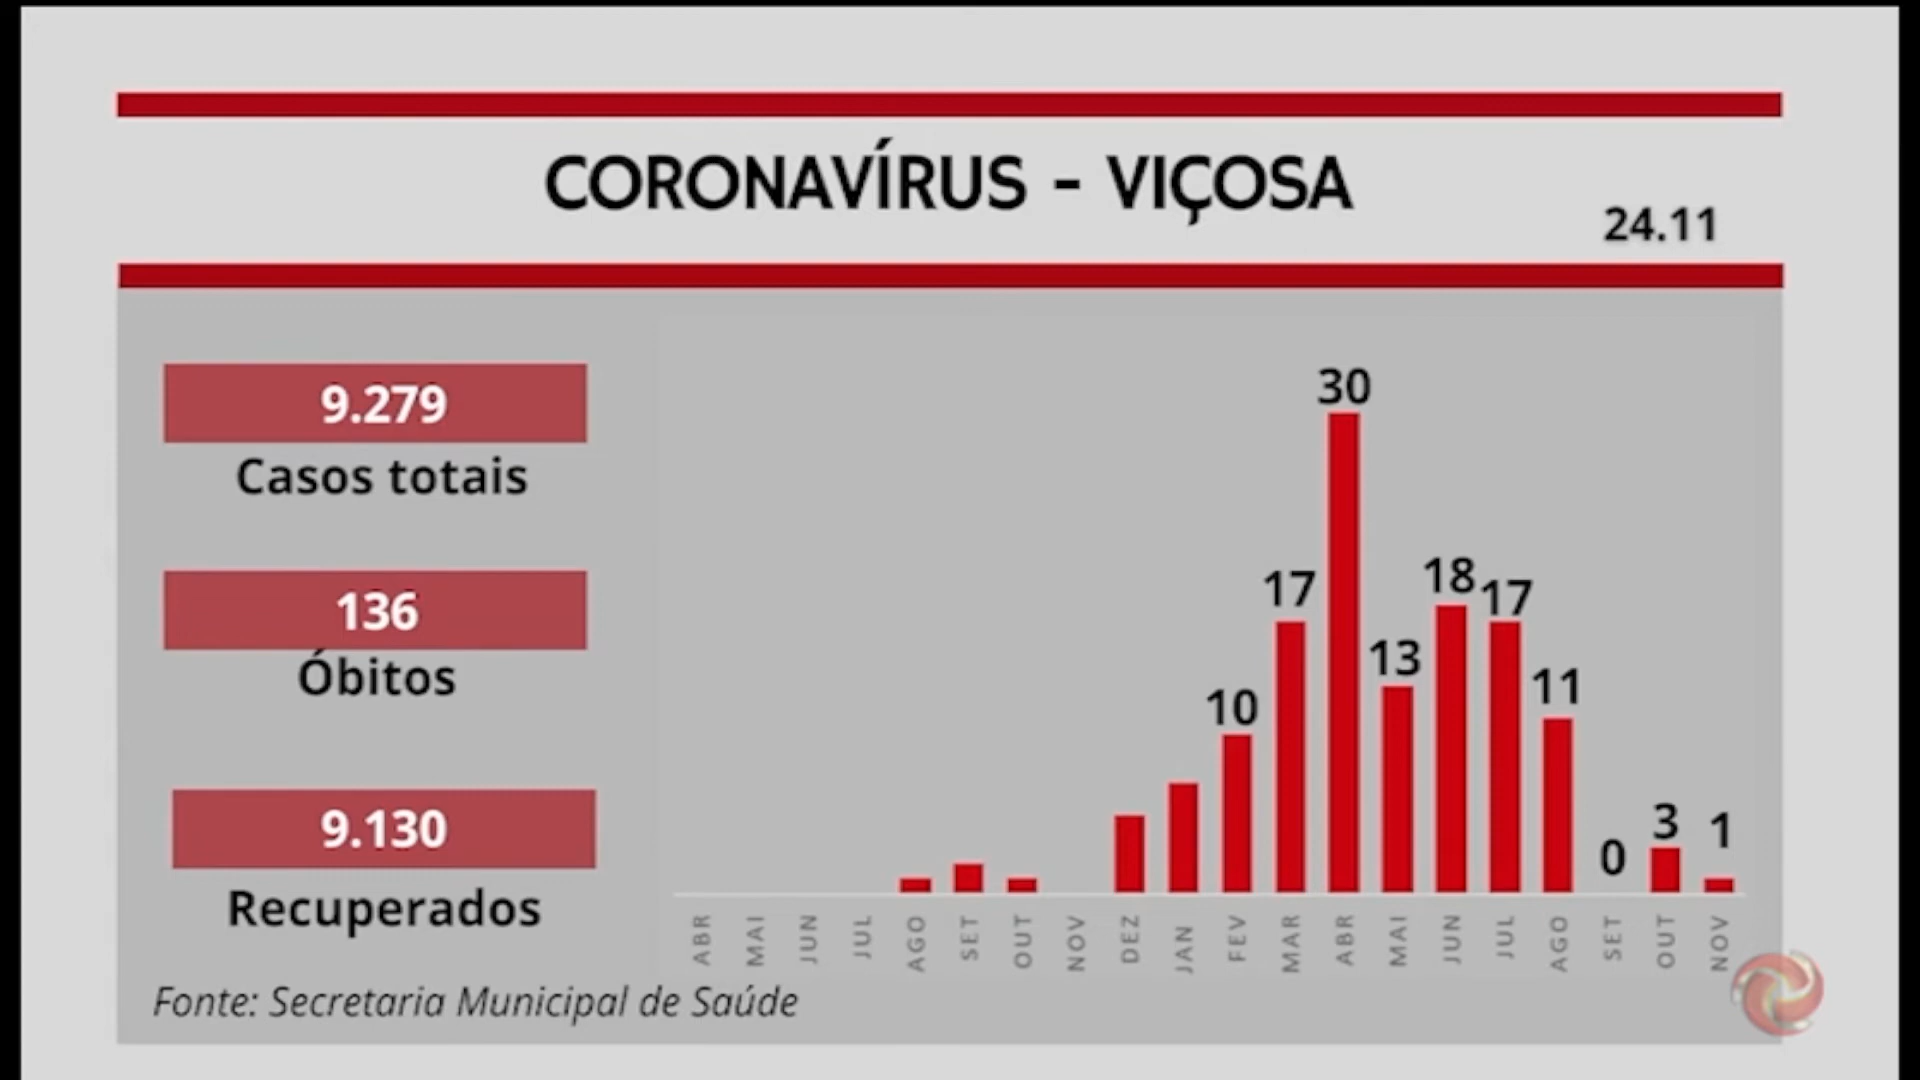 CORONAVÍRUS - VIÇOSA
24.11
9.279
Casos totais
136
Óbitos
9.130
Recuperados
10
17
30
13
18
17
11
0
3
1
ABR
MAI
JUN
JUL
AGO
SET
OUT
NOV
DEZ
JAN
FEV
MAR
ABR
MAI
JUN
JUL
AGO
SET
OUT
NOV
Fonte: Secretaria Municipal de Saúde